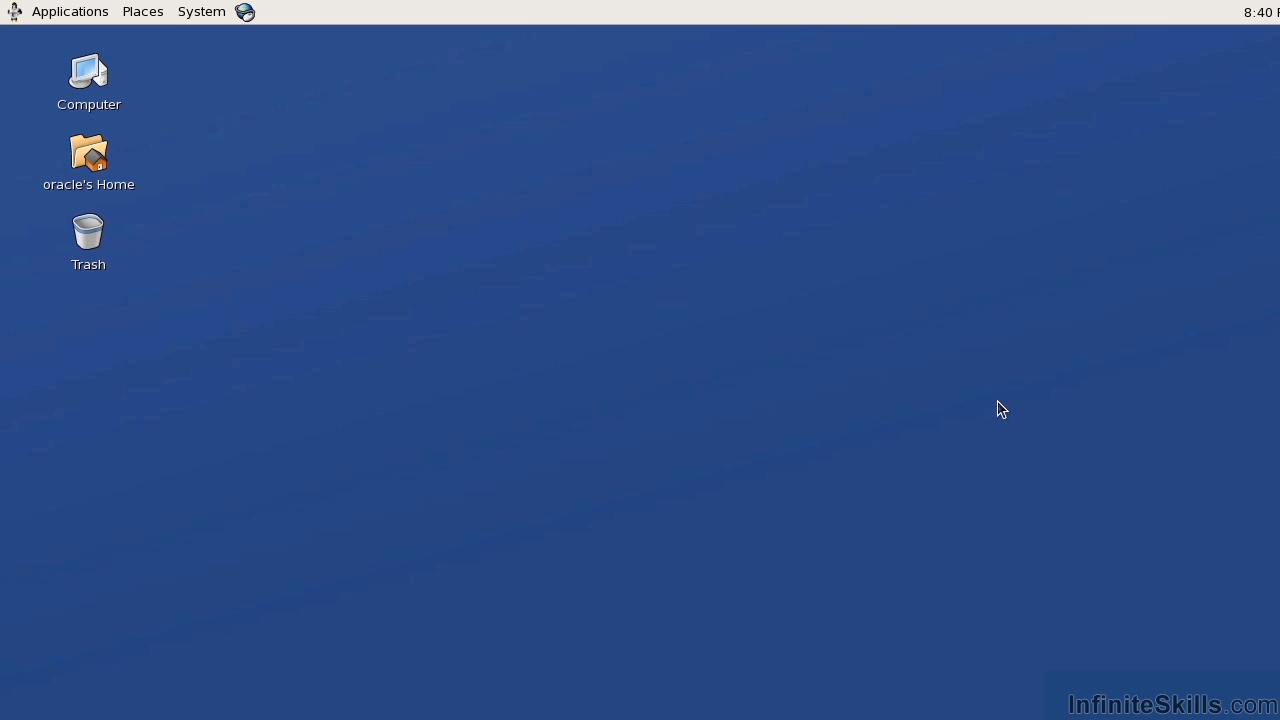 Applications Places System
8:40
Computer
oracle's Home
Trash
InfiniteSkills.com